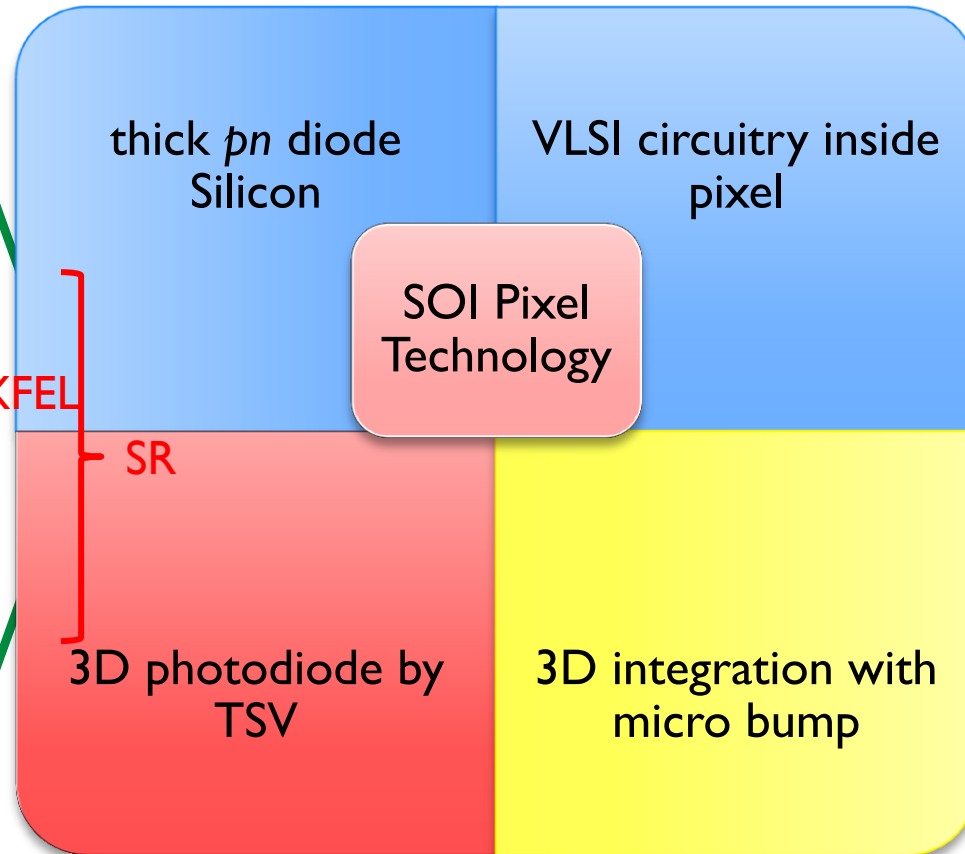 thick pn diode
Silicon
VLSI circuitry inside
pixel
SOI Pixel
Technology
SR
3D photodiode by
TSV
3D integration with
micro bump